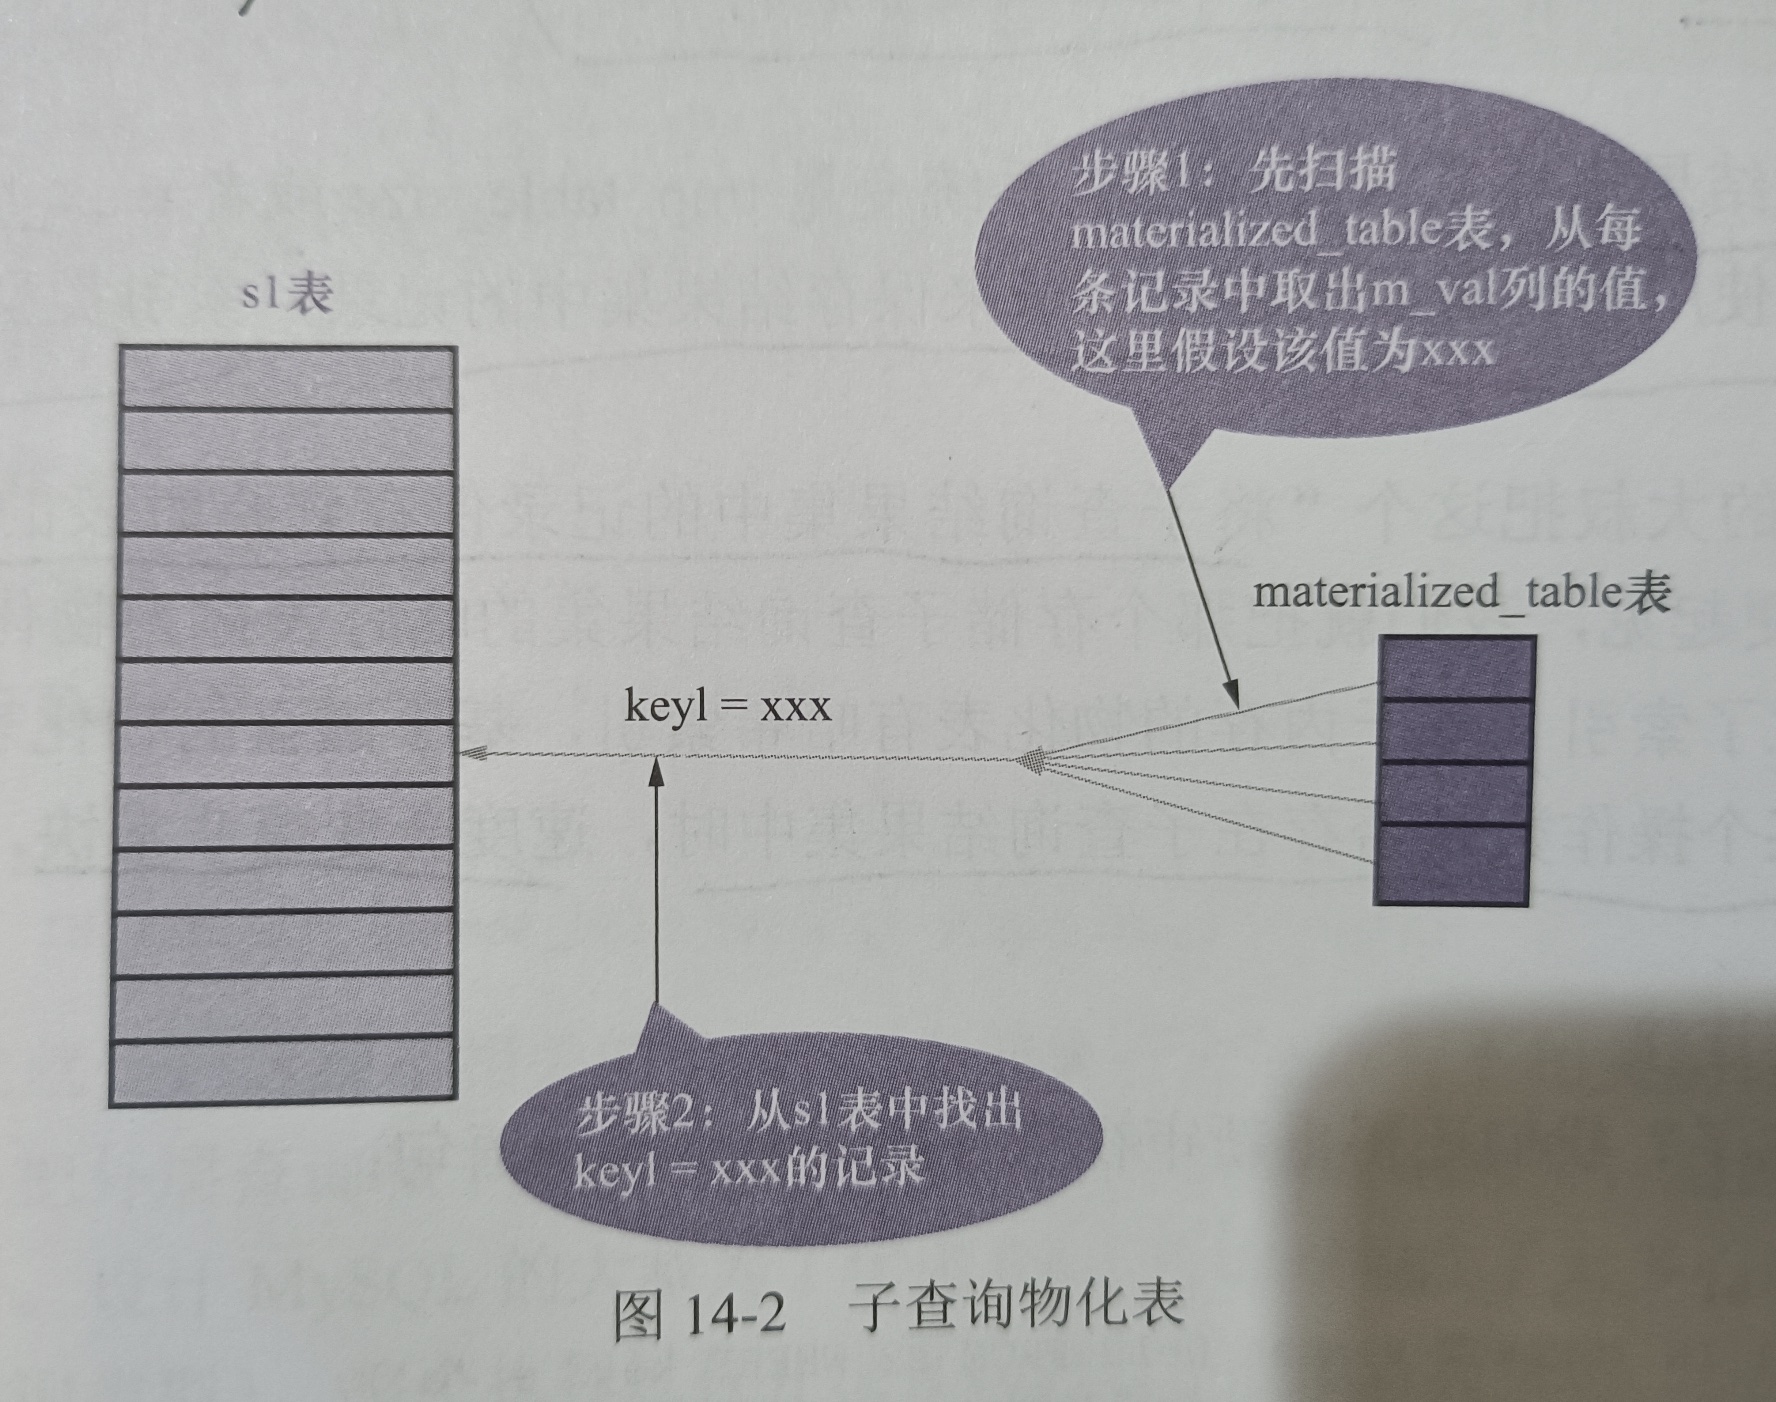 步骤1：先扫描
materialized_table表，从每
条记录中取出m_val列的值，
这里假设该值为xxx
s1表
materialized_table表
key1 = xxx
步骤2：从s1表中找出
key1 = xxx的记录
图 14-2 子查询物化表